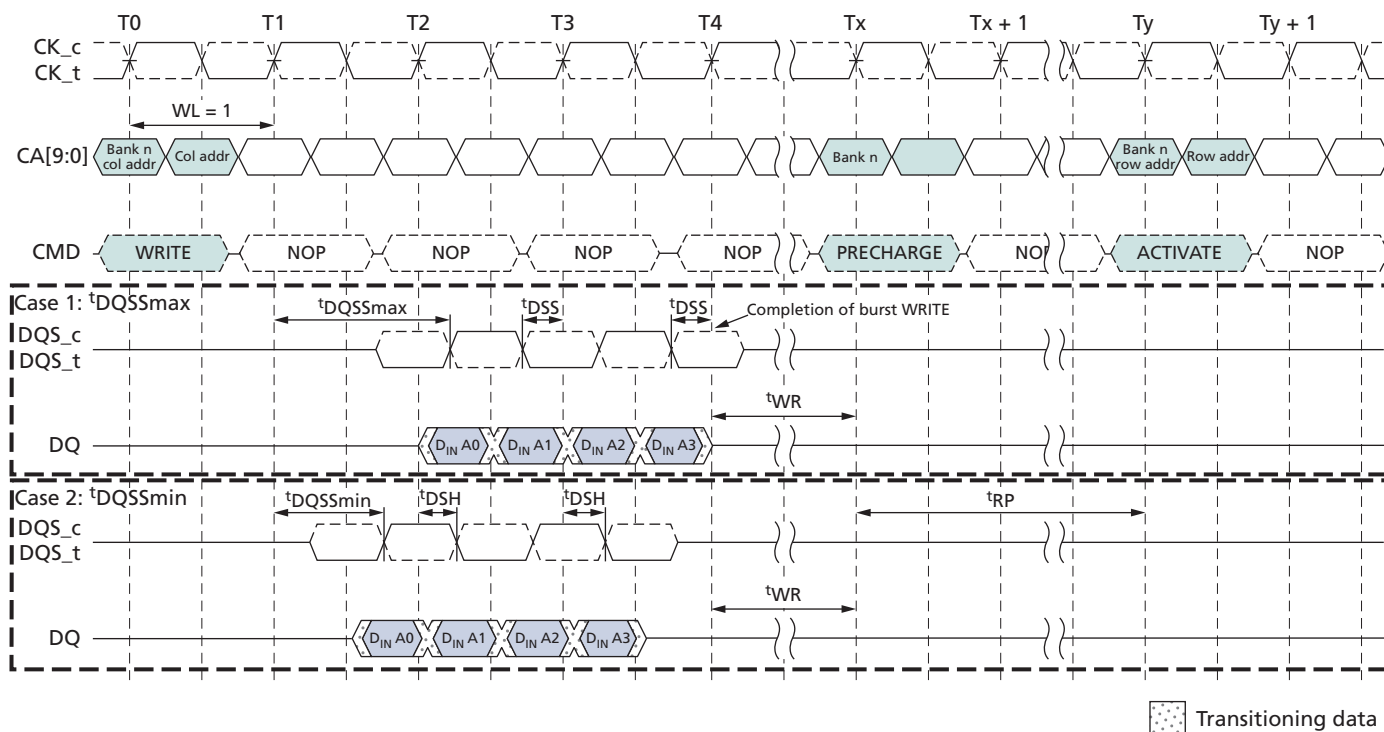 T0 T1 T2 T3 T4 Tx Tx + 1 Ty Ty + 1
CK_c
CK_t
WL = 1
CA[9:0] Bank n col addr Col addr Bank n Bank n row addr Row addr
CMD WRITE NOP NOP NOP NOP PRECHARGE NOP ACTIVATE NOP
Case 1: tDQSSmax
tDQSSmax tDSS tDSS Completion of burst WRITE
DQS_c
DQS_t
tWR
DQ DIN A0 DIN A1 DIN A2 DIN A3
Case 2: tDQSSmin
tDQSSmin tDSH tDSH tRP
DQS_c
DQS_t
tWR
DQ DIN A0 DIN A1 DIN A2 DIN A3
Transitioning data